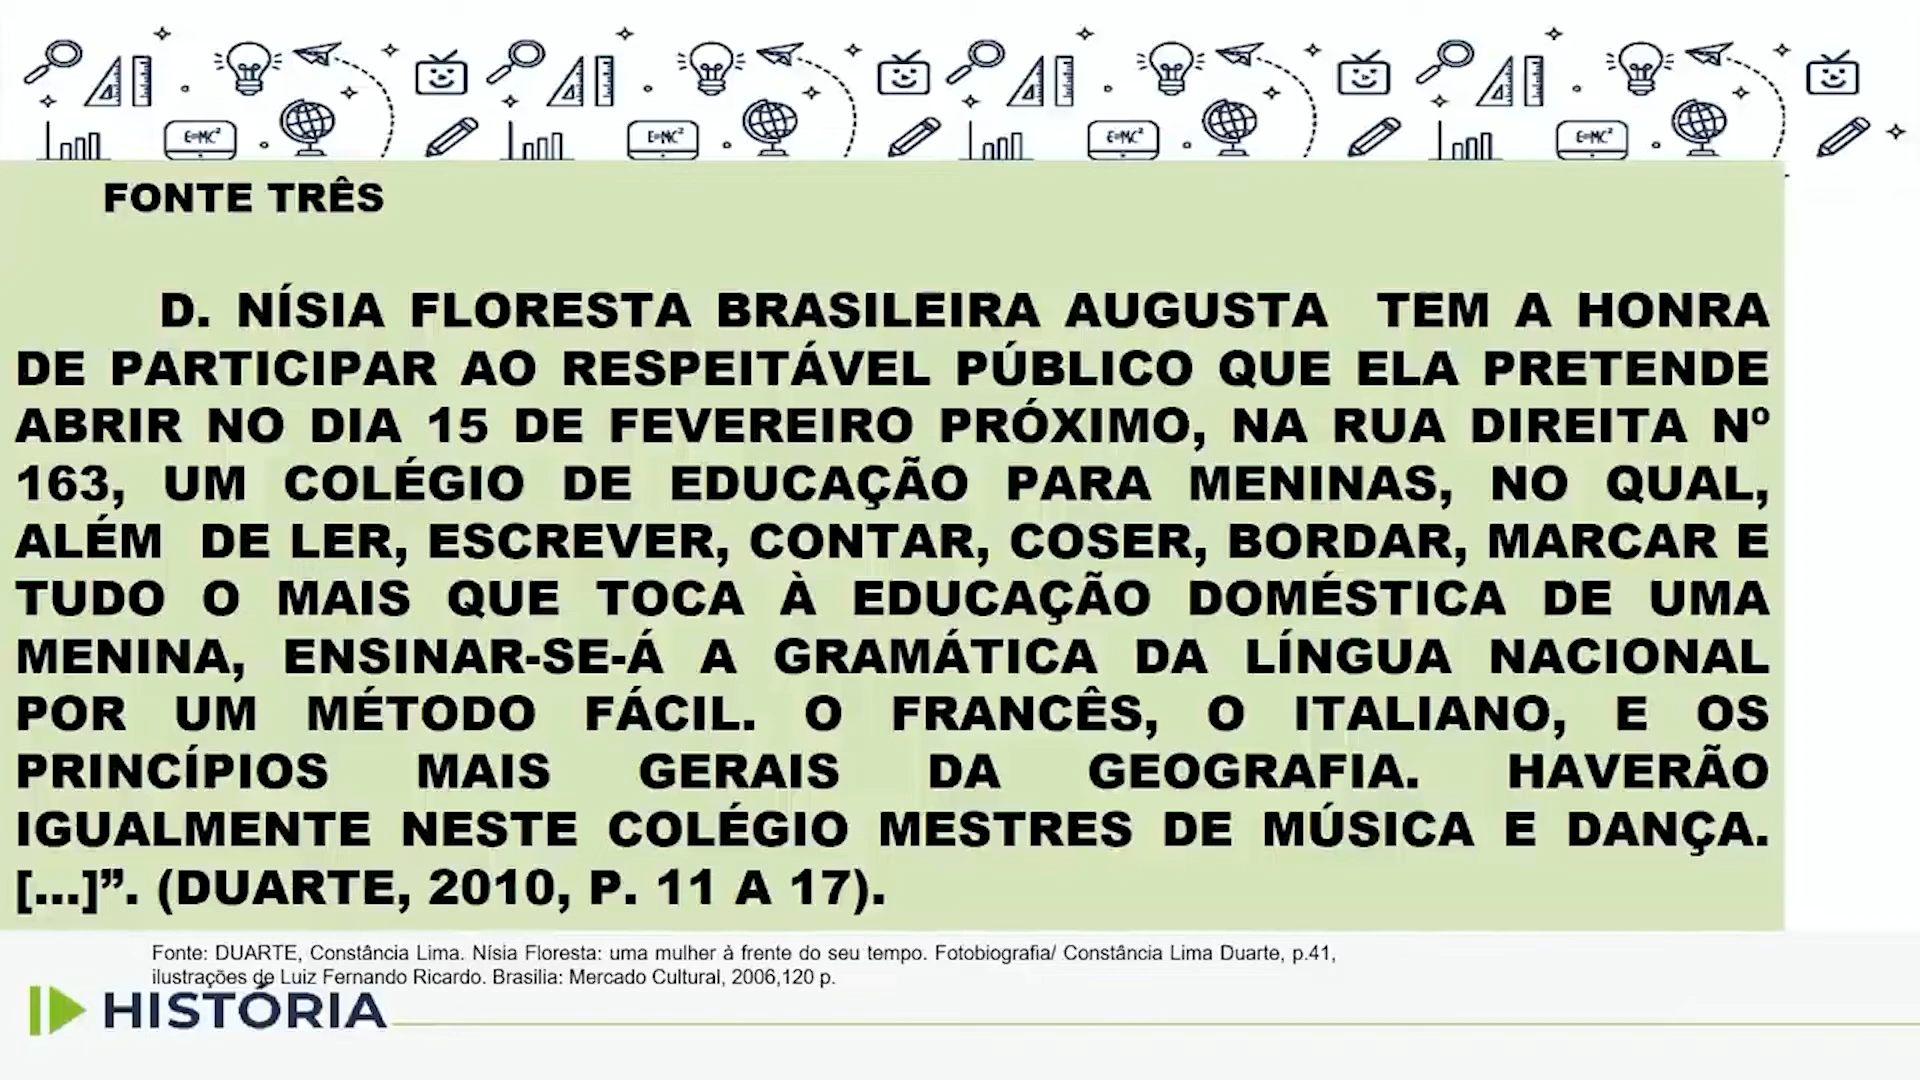 E=MC² E=MC² E=MC² E=MC²
FONTE TRÊS
D. NÍSIA FLORESTA BRASILEIRA AUGUSTA TEM A HONRA
DE PARTICIPAR AO RESPEITÁVEL PÚBLICO QUE ELA PRETENDE
ABRIR NO DIA 15 DE FEVEREIRO PRÓXIMO, NA RUA DIREITA Nº
163, UM COLÉGIO DE EDUCAÇÃO PARA MENINAS, NO QUAL,
ALÉM DE LER, ESCREVER, CONTAR, COSER, BORDAR, MARCAR E
TUDO O MAIS QUE TOCA À EDUCAÇÃO DOMÉSTICA DE UMA
MENINA, ENSINAR-SE-Á A GRAMÁTICA DA LÍNGUA NACIONAL
POR UM MÉTODO FÁCIL. O FRANCÊS, O ITALIANO, E OS
PRINCÍPIOS MAIS GERAIS DA GEOGRAFIA. HAVERÃO
IGUALMENTE NESTE COLÉGIO MESTRES DE MÚSICA E DANÇA.
[...]”. (DUARTE, 2010, P. 11 A 17).
Fonte: DUARTE, Constância Lima. Nísia Floresta: uma mulher à frente do seu tempo. Fotobiografia/ Constância Lima Duarte, p.41,
ilustrações de Luiz Fernando Ricardo. Brasilia: Mercado Cultural, 2006,120 p.
HISTÓRIA